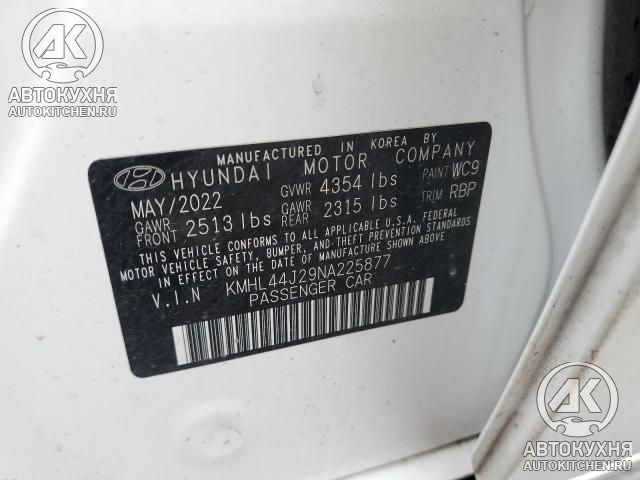 АК
АВТОКУХНЯ
AUTOKITCHEN.RU
MANUFACTURED IN KOREA BY
HYUNDAI MOTOR COMPANY
MAY/2022 GVWR 4354 lbs PAINT WC9
GAWR FRONT 2513 lbs GAWR REAR 2315 lbs TRIM RBP
THIS VEHICLE CONFORMS TO ALL APPLICABLE U.S.A. FEDERAL
MOTOR VEHICLE SAFETY, BUMPER, AND THEFT PREVENTION STANDARDS
IN EFFECT ON THE DATE OF MANUFACTURE SHOWN ABOVE.
V.I.N KMHL44J29NA225877
PASSENGER CAR
АК
АВТОКУХНЯ
AUTOKITCHEN.RU